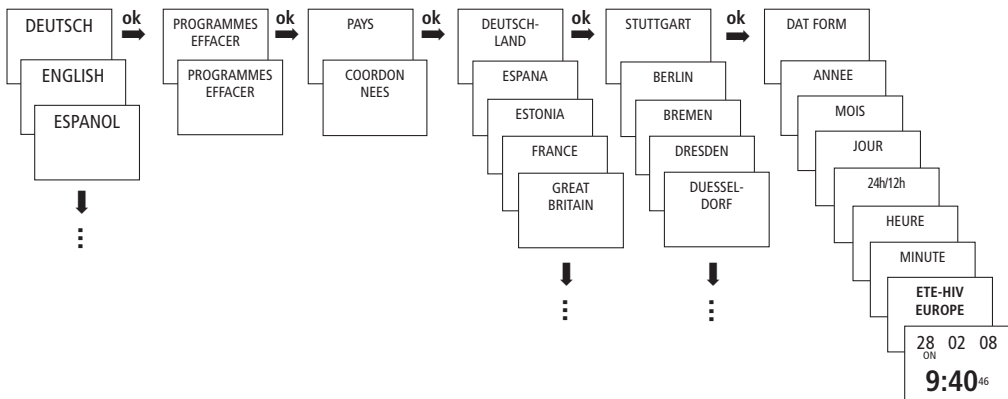 DEUTSCH
ENGLISH
ESPANOL
ok
PROGRAMMES
EFFACER
PROGRAMMES
EFFACER
ok
PAYS
COORDON
NEES
ok
DEUTSCH-
LAND
ESPANA
ESTONIA
FRANCE
GREAT
BRITAIN
ok
STUTTGART
BERLIN
BREMEN
DRESDEN
DUESSEL-
DORF
ok
DAT FORM
ANNEE
MOIS
JOUR
24h/12h
HEURE
MINUTE
ETE-HIV
EUROPE
28 02 08
ON
9:40 46